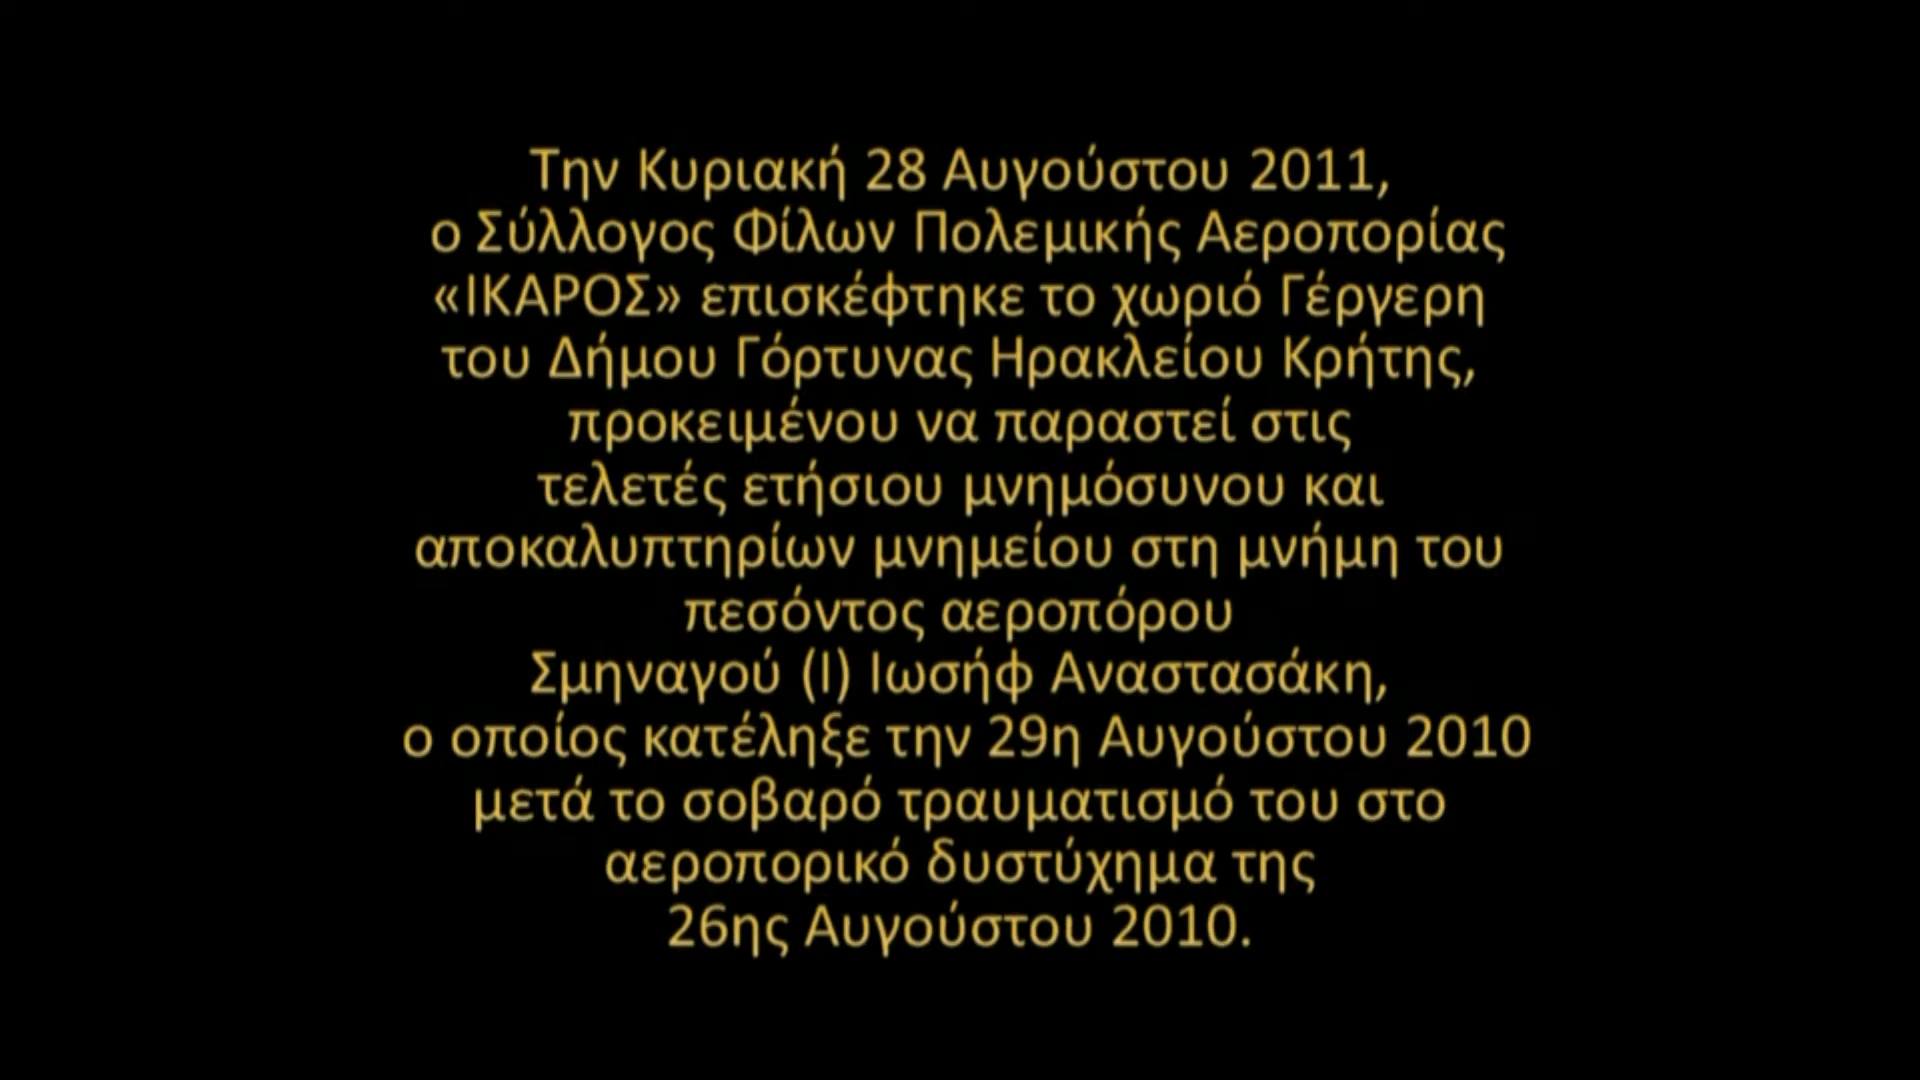 Την Κυριακή 28 Αυγούστου 2011,
ο Σύλλογος Φίλων Πολεμικής Αεροπορίας
«ΙΚΑΡΟΣ» επισκέφτηκε το χωριό Γέργερη
του Δήμου Γόρτυνας Ηρακλείου Κρήτης,
προκειμένου να παραστεί στις
τελετές ετήσιου μνημόσυνου και
αποκαλυπτηρίων μνημείου στη μνήμη του
πεσόντος αεροπόρου
Σμηναγού (Ι) Ιωσήφ Αναστασάκη,
ο οποίος κατέληξε την 29η Αυγούστου 2010
μετά το σοβαρό τραυματισμό του στο
αεροπορικό δυστύχημα της
26ης Αυγούστου 2010.